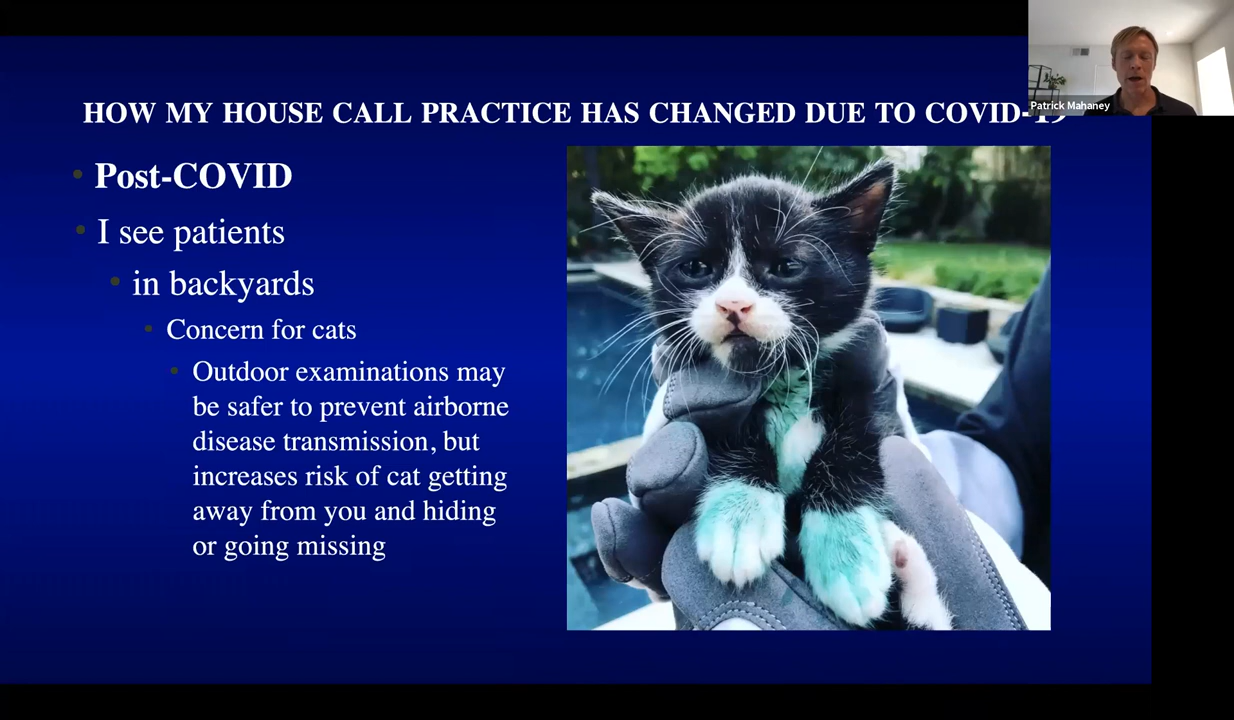 HOW MY HOUSE CALL PRACTICE HAS CHANGED DUE TO COVID-19
Patrick Mahaney
Post-COVID
I see patients
in backyards
Concern for cats
Outdoor examinations may
be safer to prevent airborne
disease transmission, but
increases risk of cat getting
away from you and hiding
or going missing